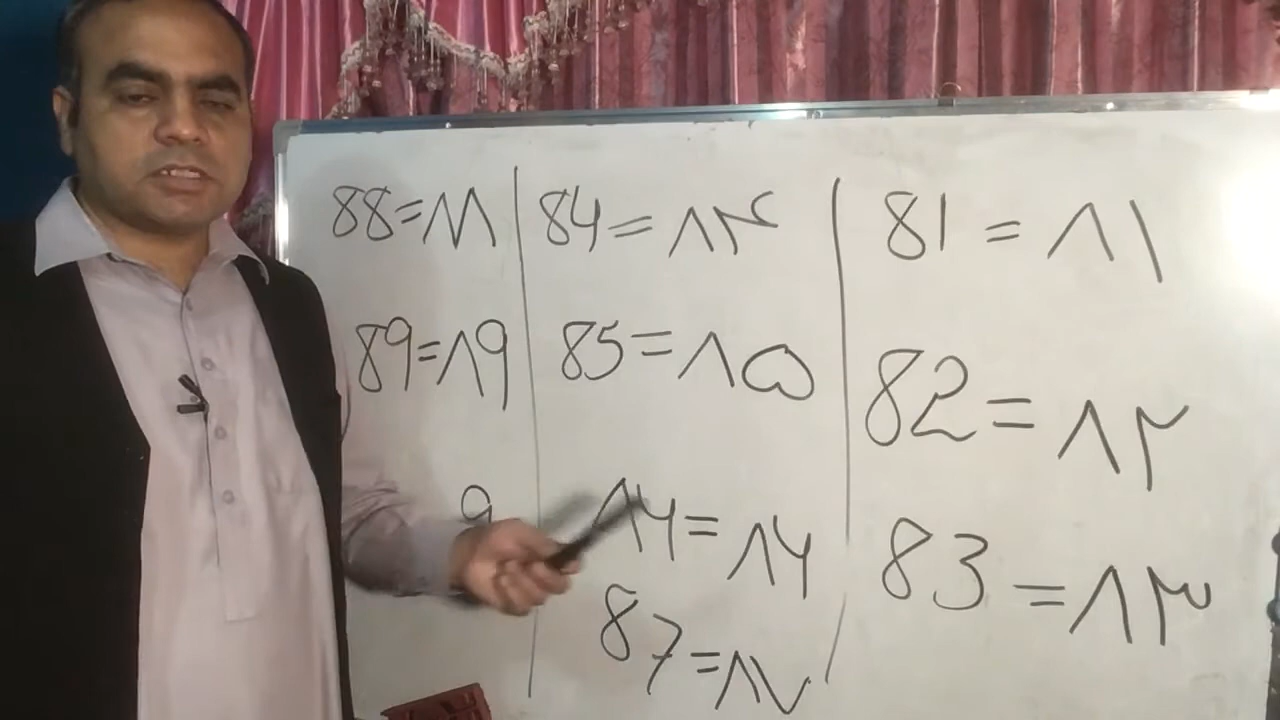 81 = ۸۱
82 = ۸۲
83 = ۸۳
84 = ۸۴
85 = ۸۵
۸۶ = ۸۶
87 = ۸۷
88 = ۸۸
89 = ۸۹